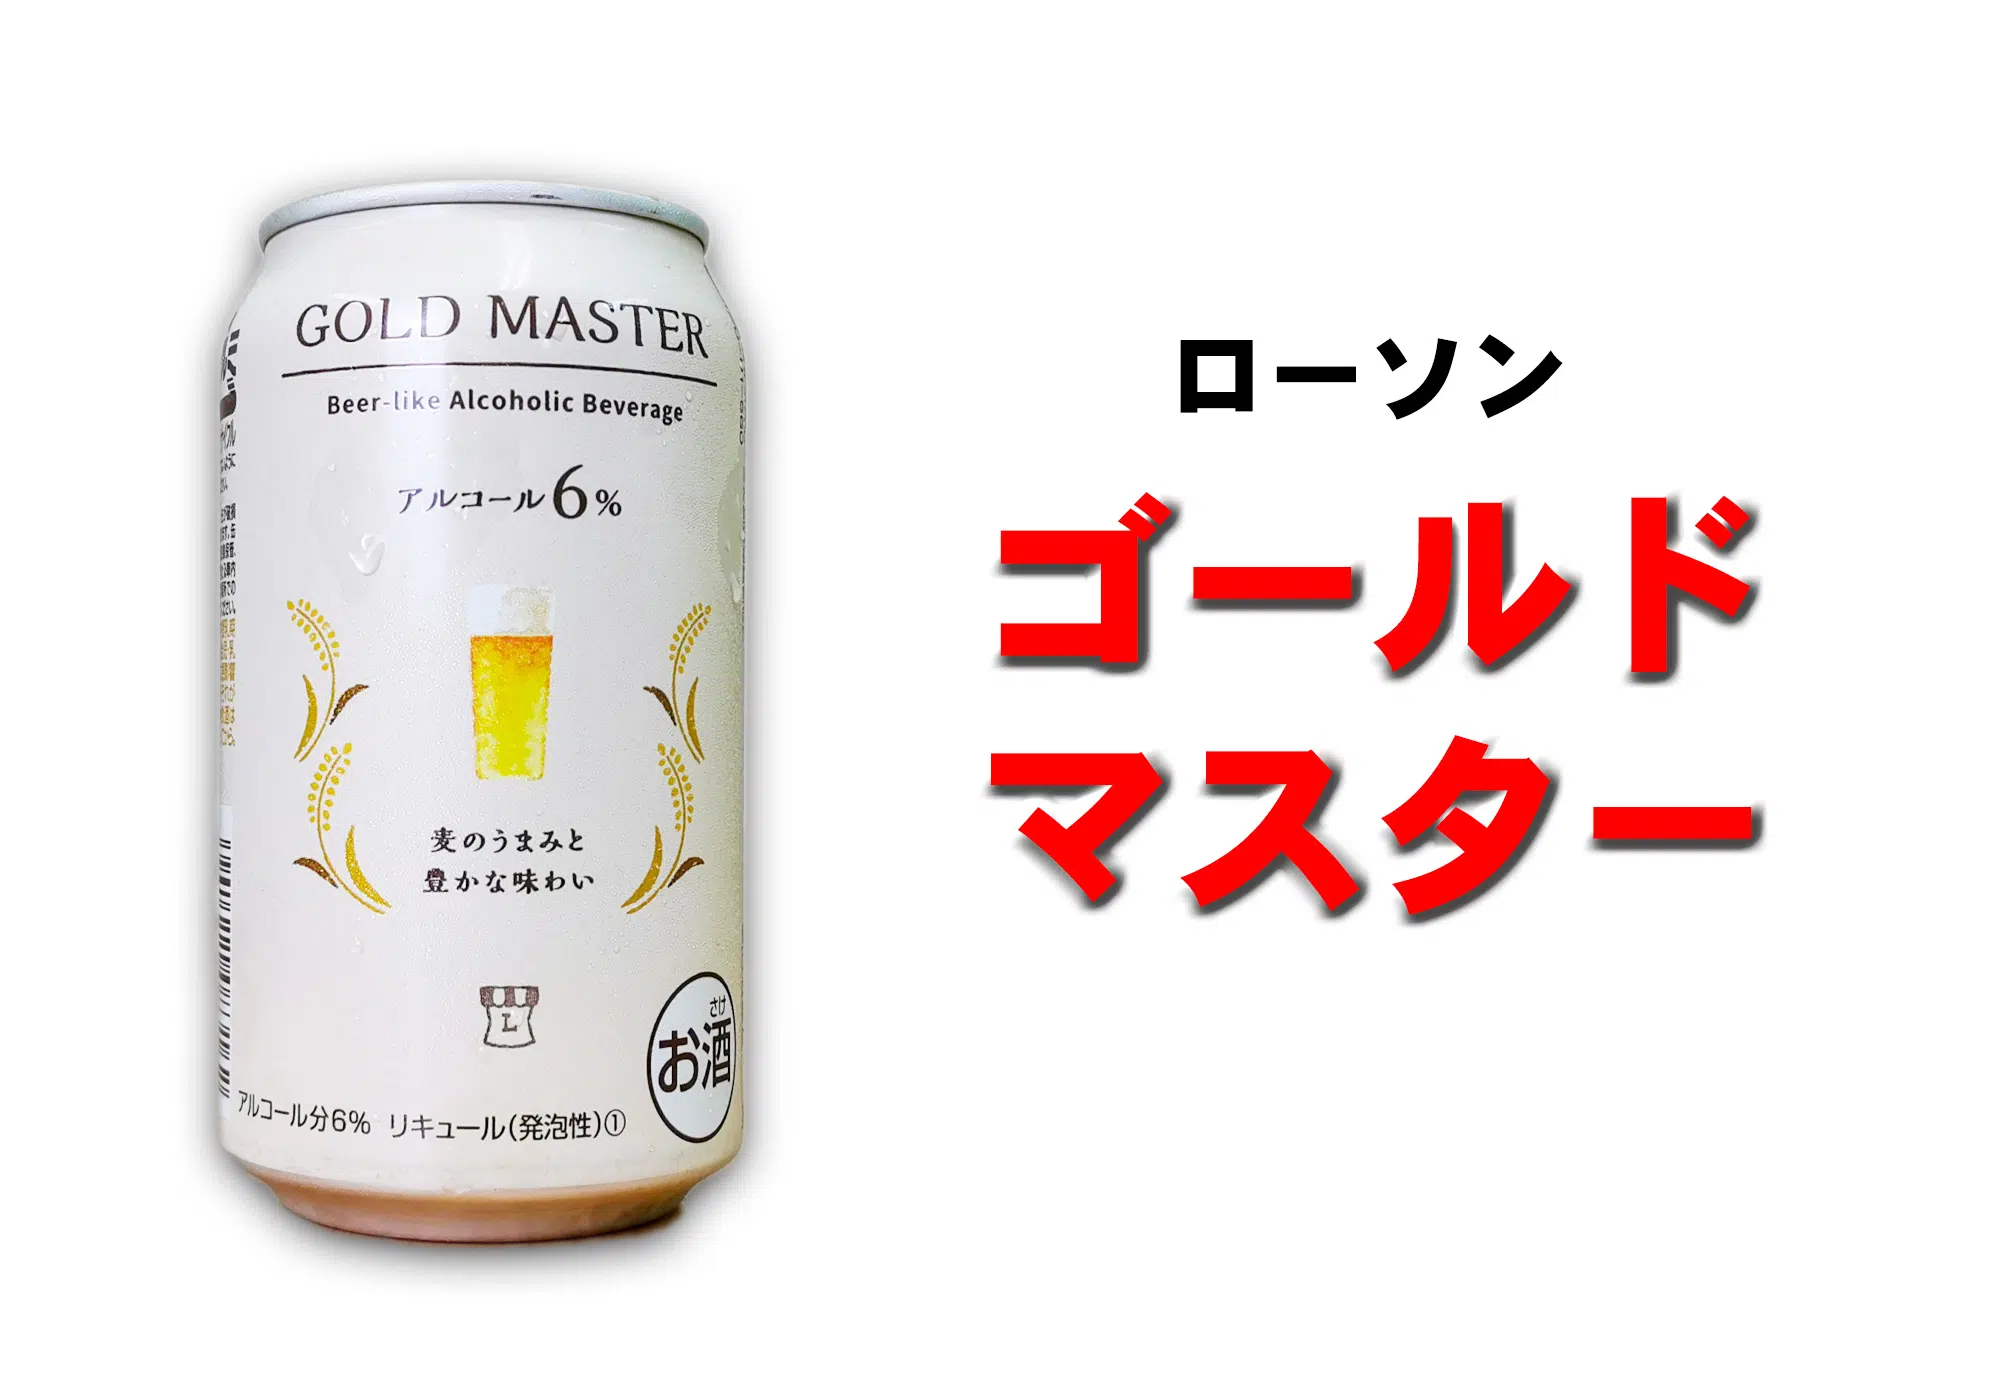 GOLD MASTER
Beer-like Alcoholic Beverage
アルコール6%
麦のうまみと
豊かな味わい
L
さけ
お酒
アルコール分6% リキュール(発泡性)①
ローソン
ゴールド
マスター